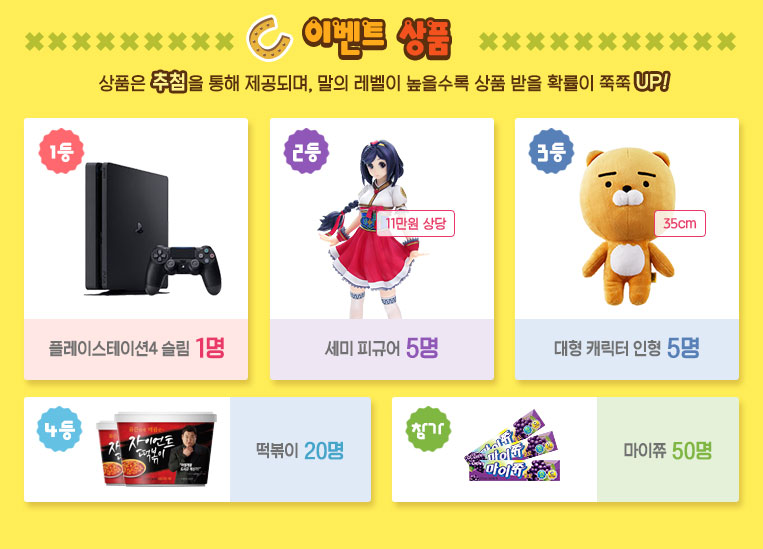 이벤트 상품
상품은 추첨을 통해 제공되며, 말의 레벨이 높을수록 상품 받을 확률이 쭉쭉 UP!
1등
플레이스테이션4 슬림 1명
2등
11만원 상당
세미 피규어 5명
3등
35cm
대형 캐릭터 인형 5명
4등
자이언트
떡볶이
떡볶이 20명
참가
마이쮸
마이쮸
마이쮸
마이쮸 50명